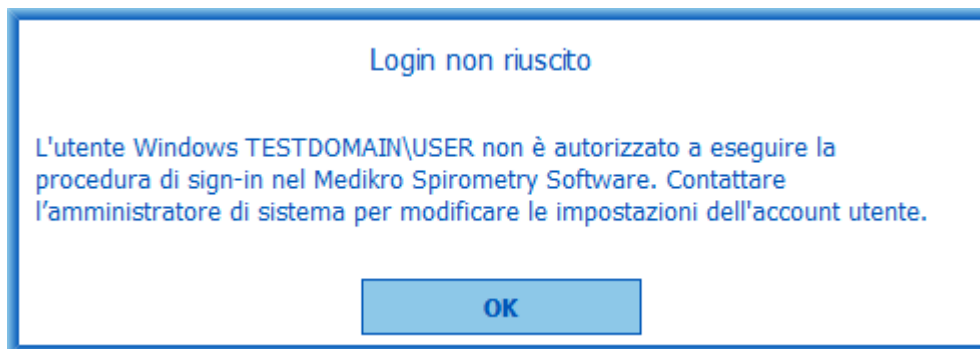 Login non riuscito
L'utente Windows TESTDOMAIN\USER non è autorizzato a eseguire la
procedura di sign-in nel Medikro Spirometry Software. Contattare
l’amministratore di sistema per modificare le impostazioni dell'account utente.
OK